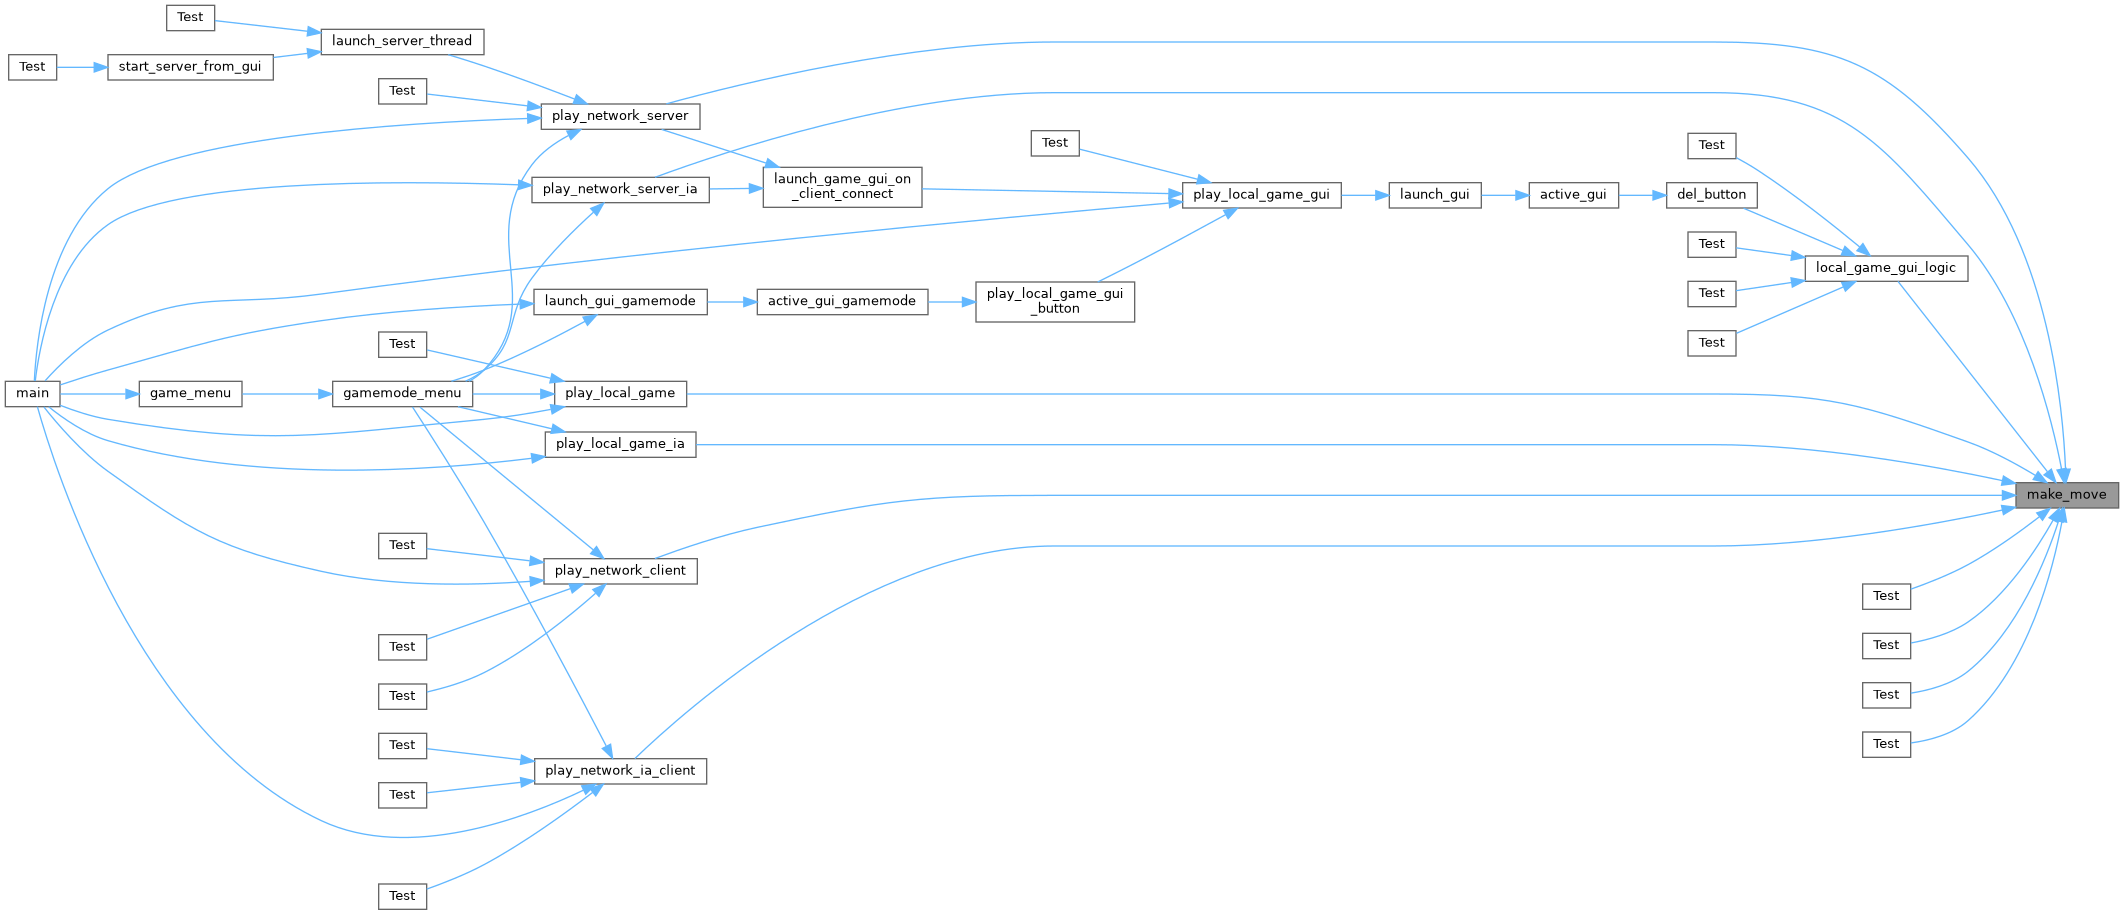 Test
launch_server_thread
Test
start_server_from_gui
Test
play_network_server
Test
Test
launch_game_gui_on
_client_connect
play_network_server_ia
play_local_game_gui
launch_gui
active_gui
del_button
Test
local_game_gui_logic
Test
Test
launch_gui_gamemode
active_gui_gamemode
play_local_game_gui
_button
Test
Test
main
game_menu
gamemode_menu
play_local_game
play_local_game_ia
make_move
Test
play_network_client
Test
Test
Test
Test
Test
Test
Test
play_network_ia_client
Test
Test